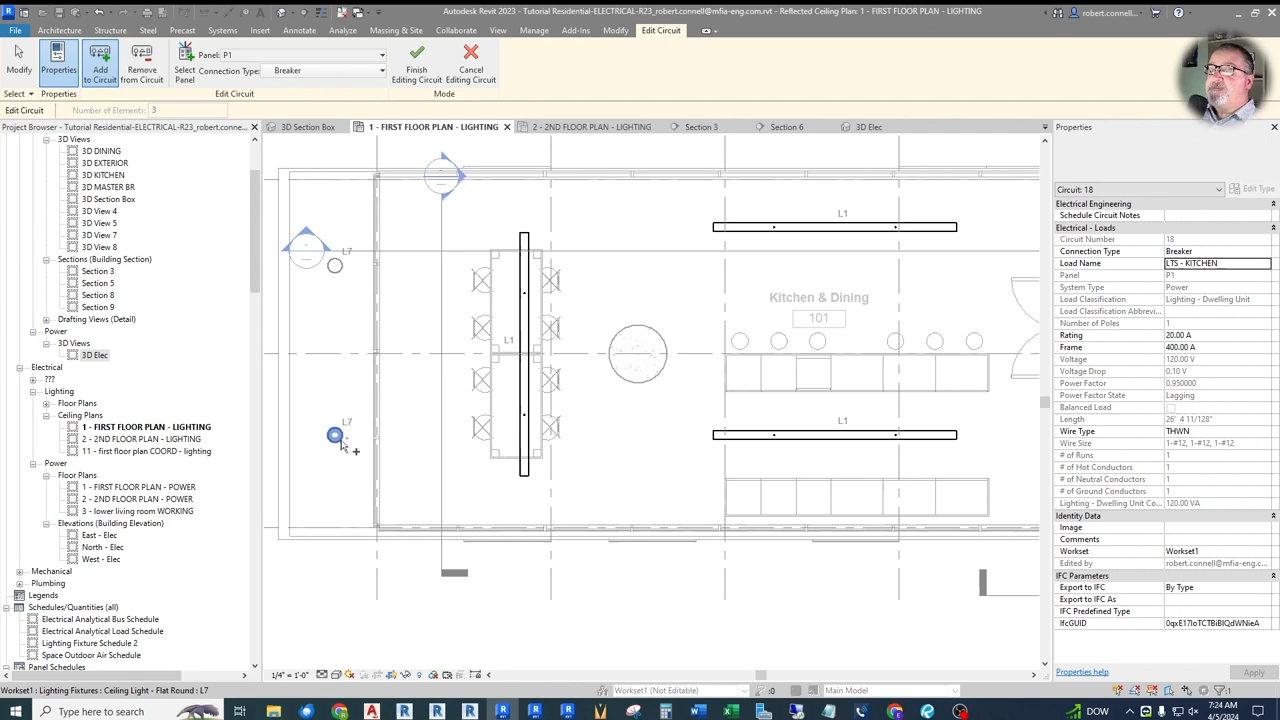 Autodesk Revit 2023 - Tutorial Residential-ELECTRICAL-R23_robert.connell@mfia-eng.com.rvt - Reflected Ceiling Plan: 1 - FIRST FLOOR PLAN - LIGHTING
robert.connell...
File Architecture Structure Steel Precast Systems Insert Annotate Analyze Massing & Site Collaborate View Manage Add-Ins Modify Edit Circuit
Modify
Properties
Add to Circuit
Remove from Circuit
Select Panel
Panel: P1
Connection Type: Breaker
Finish Editing Circuit
Cancel Editing Circuit
Select Properties Edit Circuit Mode
Edit Circuit Number of Elements: 3
Project Browser - Tutorial Residential-ELECTRICAL-R23_robert.conne...
3D Section Box
1 - FIRST FLOOR PLAN - LIGHTING
2 - 2ND FLOOR PLAN - LIGHTING
Section 3
Section 6
3D Elec
3D Views
3D DINING
3D EXTERIOR
3D KITCHEN
3D MASTER BR
3D Section Box
3D View 4
3D View 5
3D View 7
3D View 8
Sections (Building Section)
Section 3
Section 5
Section 8
Section 9
Drafting Views (Detail)
Power
3D Views
3D Elec
Electrical
???
Lighting
Floor Plans
Ceiling Plans
1 - FIRST FLOOR PLAN - LIGHTING
2 - 2ND FLOOR PLAN - LIGHTING
11 - first floor plan COORD - lighting
Power
Floor Plans
1 - FIRST FLOOR PLAN - POWER
2 - 2ND FLOOR PLAN - POWER
3 - lower living room WORKING
Elevations (Building Elevation)
East - Elec
North - Elec
West - Elec
Mechanical
Plumbing
Legends
Schedules/Quantities (all)
Electrical Analytical Bus Schedule
Electrical Analytical Load Schedule
Lighting Fixture Schedule 2
Space Outdoor Air Schedule
Panel Schedules
L7
L1
L1
Kitchen & Dining
101
L7
L1
1/4" = 1'-0"
Properties
Circuit: 18
Edit Type
Electrical Engineering
Schedule Circuit Notes
Electrical - Loads
Circuit Number 18
Connection Type Breaker
Load Name LTS - KITCHEN
Panel P1
System Type Power
Load Classification Lighting - Dwelling Unit
Load Classification Abbrevi...
Number of Poles 1
Rating 20.00 A
Frame 400.00 A
Voltage 120.00 V
Voltage Drop 0.10 V
Power Factor 0.950000
Power Factor State Lagging
Balanced Load
Length 26' 4 11/128"
Wire Type THWN
Wire Size 1-#12, 1-#12, 1-#12
# of Runs 1
# of Hot Conductors 1
# of Neutral Conductors 1
# of Ground Conductors 1
Lighting - Dwelling Unit Co... 120.00 VA
Identity Data
Image
Comments
Workset Workset1
Edited by robert.connell@mfia-eng.c...
IFC Parameters
Export to IFC By Type
Export to IFC As
IFC Predefined Type
IfcGUID 0qxE17IoTCTBiBIQdWNieA
Properties help
Apply
Workset1 : Lighting Fixtures : Ceiling Light - Flat Round : L7
Workset1 (Not Editable)
:0
Main Model
:1
Type here to search
DOW
7:24 AM
4/5/2024